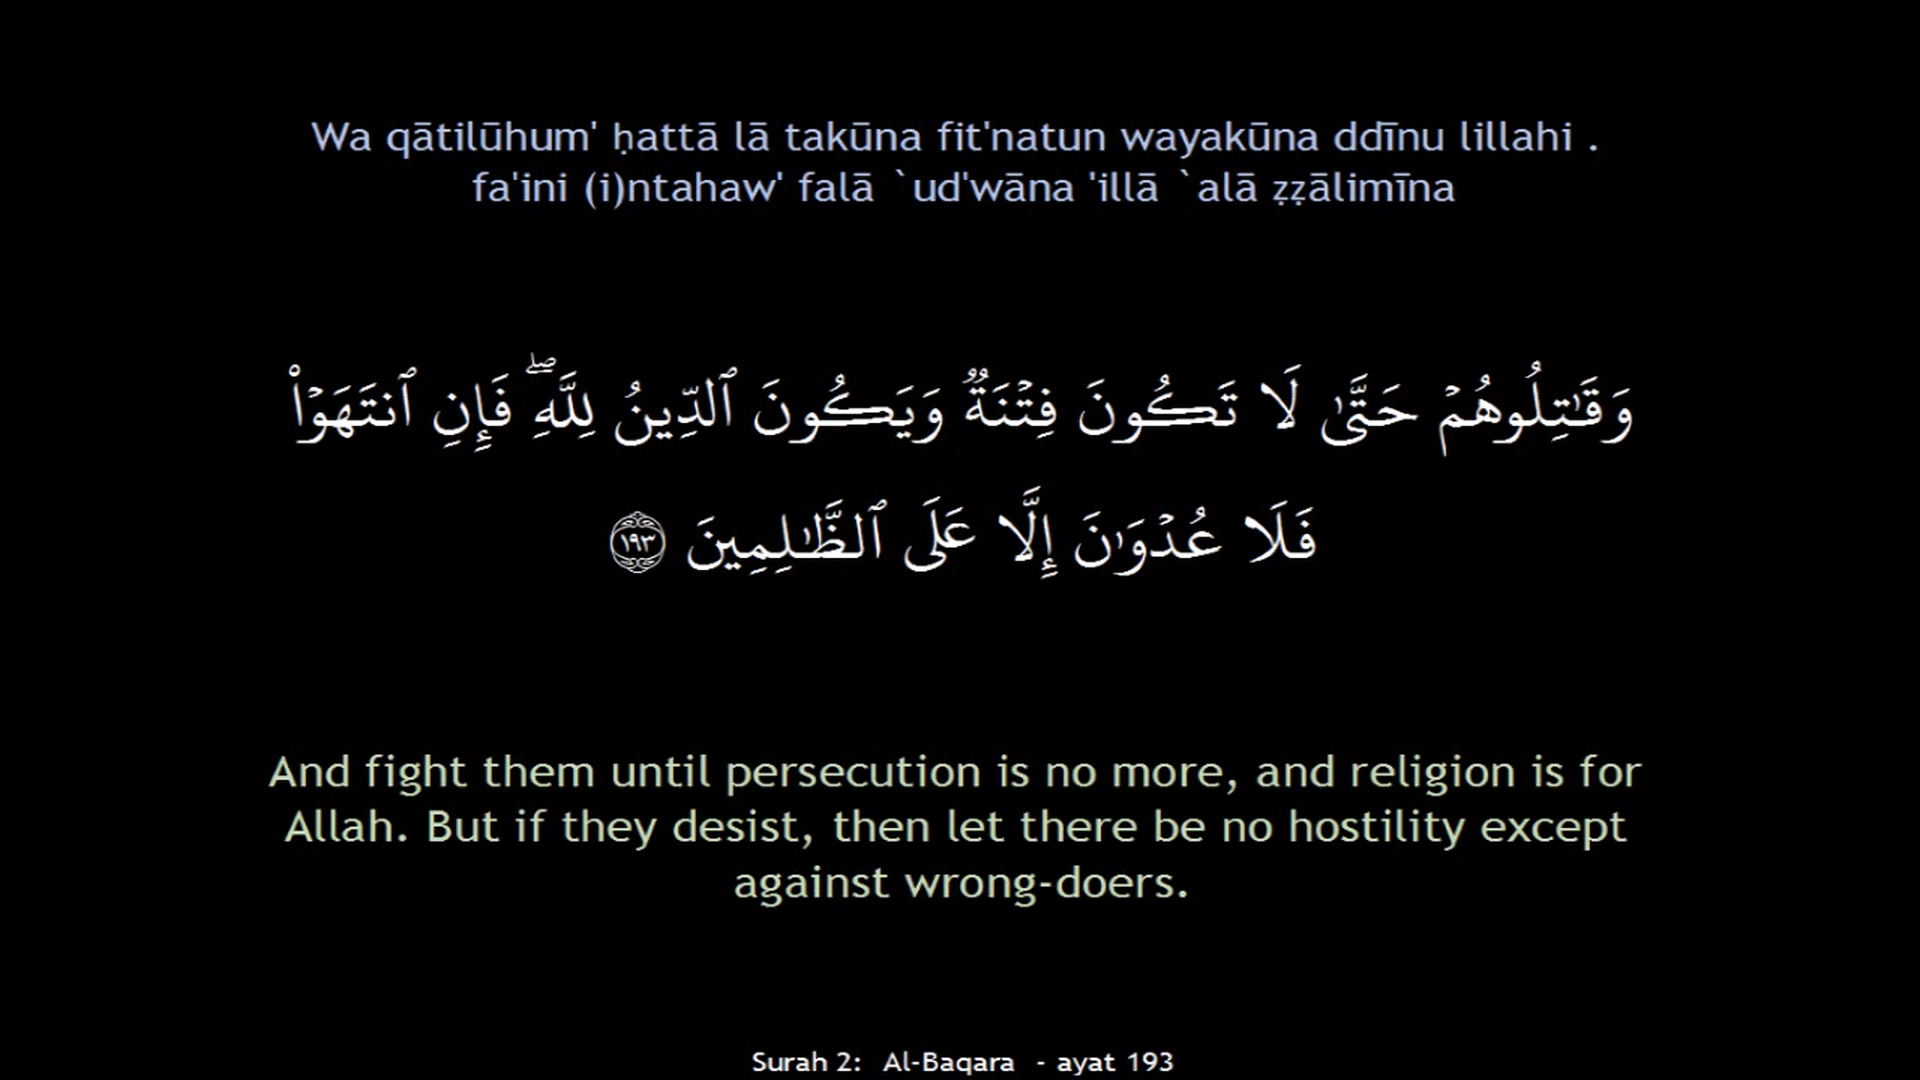 Wa qātilūhum' ḥattā lā takūna fit'natun wayakūna ddīnu lillahi .
fa'ini (i)ntahaw' falā `ud'wāna 'illā `alā ẓẓālimīna
وَقَـٰتِلُوهُمۡ حَتَّىٰ لَا تَكُونَ فِتۡنَةٌ وَيَكُونَ ٱلدِّينُ لِلَّهِۖ فَإِنِ ٱنتَهَوۡا۟
فَلَا عُدۡوَٰنَ إِلَّا عَلَى ٱلظَّـٰلِمِينَ ١٩٣
And fight them until persecution is no more, and religion is for
Allah. But if they desist, then let there be no hostility except
against wrong-doers.
Surah 2: Al-Baqara - ayat 193